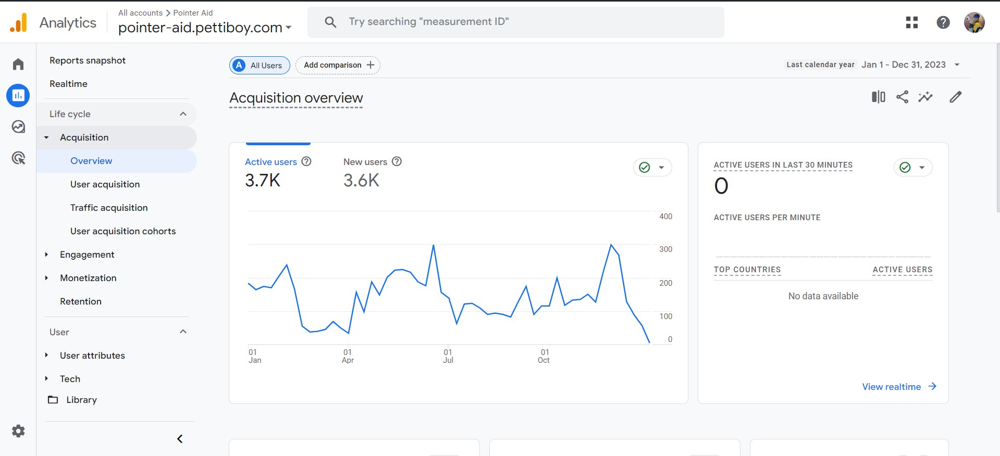 Analytics
All accounts > Pointer Aid
pointer-aid.pettiboy.com
Try searching "measurement ID"
Reports snapshot
Realtime
Life cycle
Acquisition
Overview
User acquisition
Traffic acquisition
User acquisition cohorts
Engagement
Monetization
Retention
User
User attributes
Tech
Library
A All Users
Add comparison +
Last calendar year Jan 1 - Dec 31, 2023
Acquisition overview
Active users
3.7K
New users
3.6K
400
300
200
100
0
01 Jan
01 Apr
01 Jul
01 Oct
ACTIVE USERS IN LAST 30 MINUTES
0
ACTIVE USERS PER MINUTE
TOP COUNTRIES ACTIVE USERS
No data available
View realtime